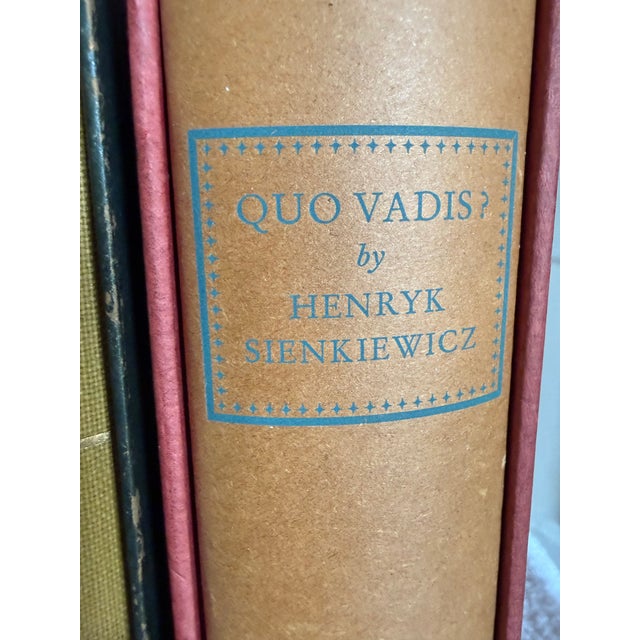 QUO VADIS?
by
HENRYK
SIENKIEWICZ